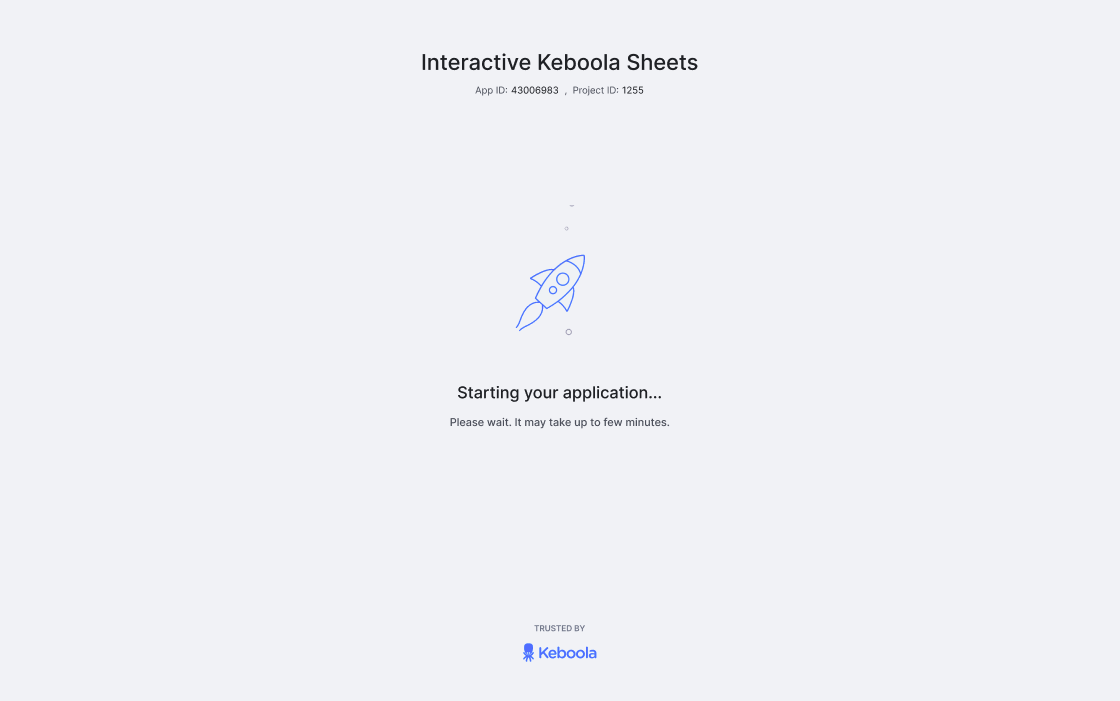 Interactive Keboola Sheets
App ID: 43006983 , Project ID: 1255
Starting your application...
Please wait. It may take up to few minutes.
TRUSTED BY
Keboola